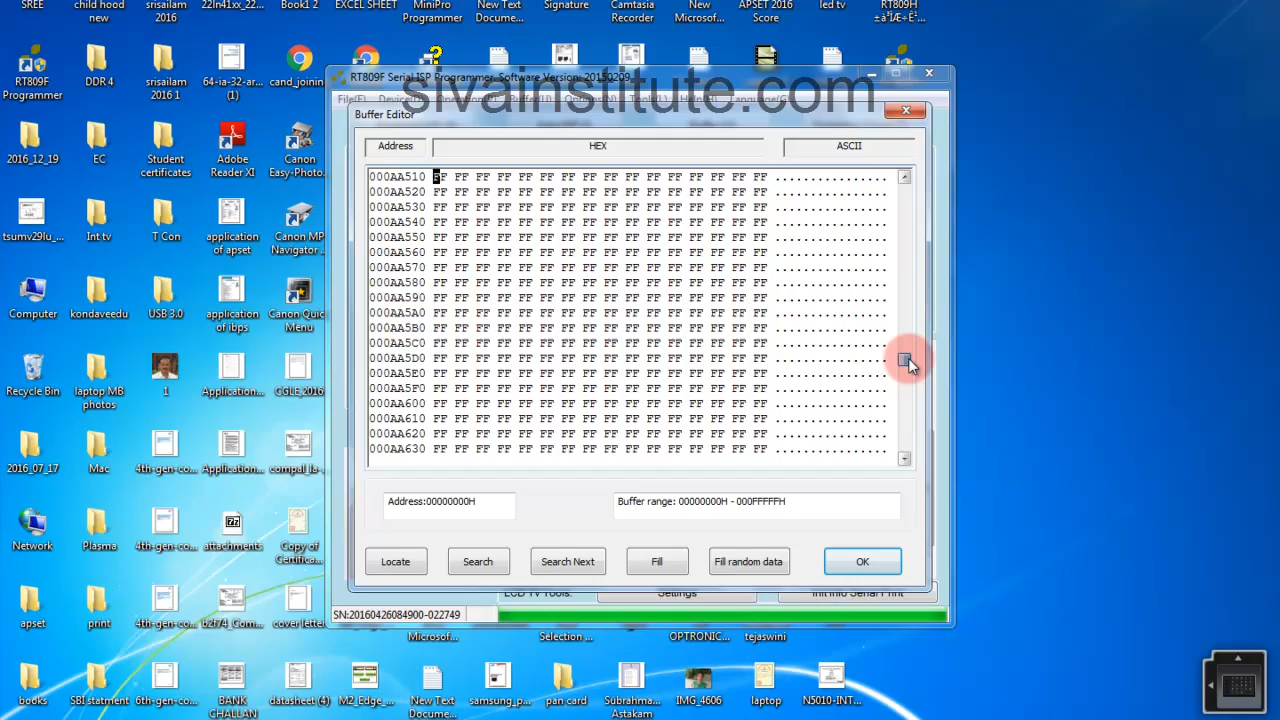 SREE
child hood
new
srisailam
2016
22ln41xx_22...
Book1 2
EXCEL SHEET
MiniPro
Programmer
New Text
Docume...
Signature
Camtasia
Recorder
New
Microsof...
APSET 2016
Score
led tv
RT809H
RT809F
Programmer
DDR 4
srisailam
2016 1
64-ia-32-ar...
(1)
cand_joinin
RT809F Serial ISP Programmer. Software Version: 20150209
sivainstitute.com
File(F)
Buffer(U)
Options(N)
Tools(L)
Help(H)
Language(G)
2016_12_19
EC
Student
certificates
Adobe
Reader XI
Canon
Easy-Photo...
tsumv29lu_...
Int tv
T Con
application
of apset
Canon MP
Navigator
Computer
kondaveedu
USB 3.0
application
of ibps
Canon Quick
Menu
Recycle Bin
laptop MB
photos
1
Application...
CGLE,2016
2016_07_17
Mac
4th-gen-co...
Application...
compal_la-...
Network
Plasma
4th-gen-co...
attachments
Copy of
Certifica...
apset
print
4th-gen-co...
b2f74_Com...
cover letter
books
SBI statment
6th-gen-co...
BANK
CHALLAN
datasheet (4)
M2_Edge_...
New Text
Docume...
samsung_p...
pan card
Subrahma...
Astakam
IMG_4606
laptop
N5010-INT...
Microsof...
Selection ...
OPTRONIC...
tejaswini
Buffer Editor
Address HEX ASCII
000AA510 FF FF FF FF FF FF FF FF FF FF FF FF FF FF FF FF ................
000AA520 FF FF FF FF FF FF FF FF FF FF FF FF FF FF FF FF ................
000AA530 FF FF FF FF FF FF FF FF FF FF FF FF FF FF FF FF ................
000AA540 FF FF FF FF FF FF FF FF FF FF FF FF FF FF FF FF ................
000AA550 FF FF FF FF FF FF FF FF FF FF FF FF FF FF FF FF ................
000AA560 FF FF FF FF FF FF FF FF FF FF FF FF FF FF FF FF ................
000AA570 FF FF FF FF FF FF FF FF FF FF FF FF FF FF FF FF ................
000AA580 FF FF FF FF FF FF FF FF FF FF FF FF FF FF FF FF ................
000AA590 FF FF FF FF FF FF FF FF FF FF FF FF FF FF FF FF ................
000AA5A0 FF FF FF FF FF FF FF FF FF FF FF FF FF FF FF FF ................
000AA5B0 FF FF FF FF FF FF FF FF FF FF FF FF FF FF FF FF ................
000AA5C0 FF FF FF FF FF FF FF FF FF FF FF FF FF FF FF FF ................
000AA5D0 FF FF FF FF FF FF FF FF FF FF FF FF FF FF FF FF ................
000AA5E0 FF FF FF FF FF FF FF FF FF FF FF FF FF FF FF FF ................
000AA5F0 FF FF FF FF FF FF FF FF FF FF FF FF FF FF FF FF ................
000AA600 FF FF FF FF FF FF FF FF FF FF FF FF FF FF FF FF ................
000AA610 FF FF FF FF FF FF FF FF FF FF FF FF FF FF FF FF ................
000AA620 FF FF FF FF FF FF FF FF FF FF FF FF FF FF FF FF ................
000AA630 FF FF FF FF FF FF FF FF FF FF FF FF FF FF FF FF ................
Address:00000000H
Buffer range: 00000000H - 000FFFFFH
Locate
Search
Search Next
Fill
Fill random data
OK
LCD TV Tools:
Settings
Init Info Serial Print
SN:20160426084900-022749